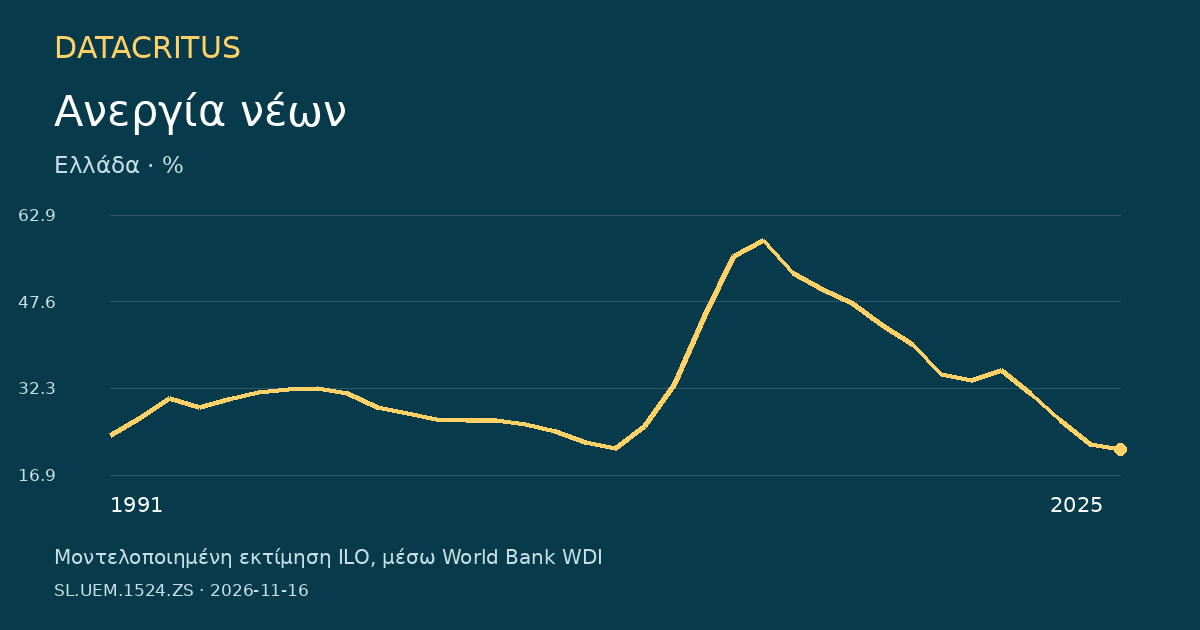 DATACRITUS
Ανεργία νέων
Ελλάδα · %
62.9
47.6
32.3
16.9
1991
2025
Μοντελοποιημένη εκτίμηση ILO, μέσω World Bank WDI
SL.UEM.1524.ZS · 2026-11-16